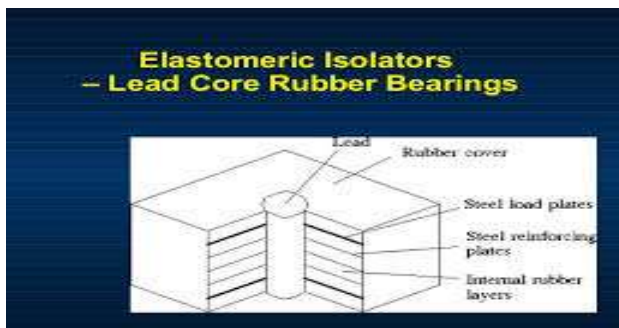 Elastomeric Isolators
– Lead Core Rubber Bearings
Lead
Rubber cover
Steel load plates
Steel reinforcing
plates
Internal rubber
layers